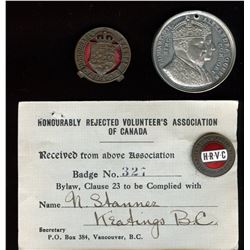 HONOURABLY REJECTED VOLUNTEER'S ASSOCIATION
OF CANADA
Received from above Association
Badge No. 327
Bylaw, Clause 23 to be Complied with
Name N. Stanner
Keatings B.C.
Secretary
P.O. Box 384, Vancouver, B.C.
H.R.V.C.